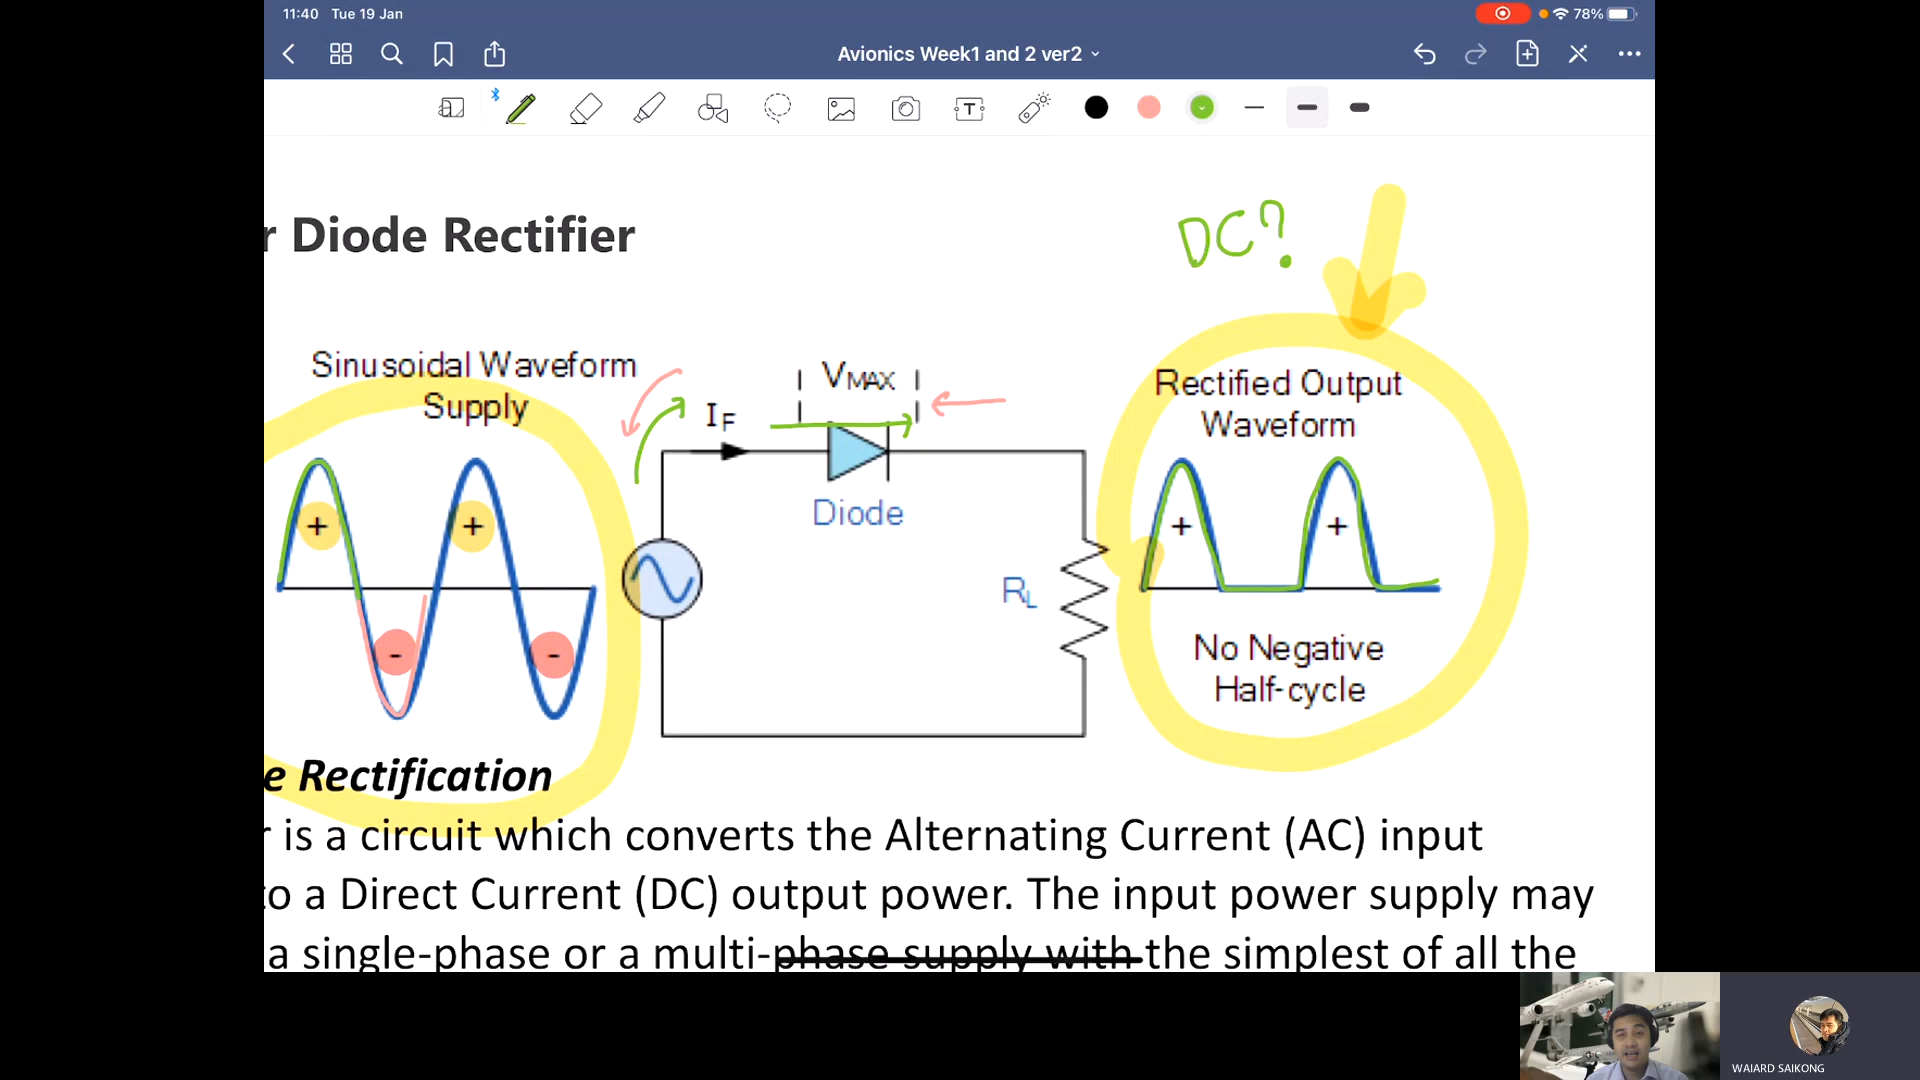 11:40 Tue 19 Jan
78%
Avionics Week1 and 2 ver2
T
r Diode Rectifier
DC?
Sinusoidal Waveform
Supply
+
+
-
-
IF
VMAX
Diode
RL
Rectified Output
Waveform
+
+
No Negative
Half-cycle
e Rectification
r is a circuit which converts the Alternating Current (AC) input
to a Direct Current (DC) output power. The input power supply may
a single-phase or a multi-phase supply with the simplest of all the
WAIARD SAIKONG